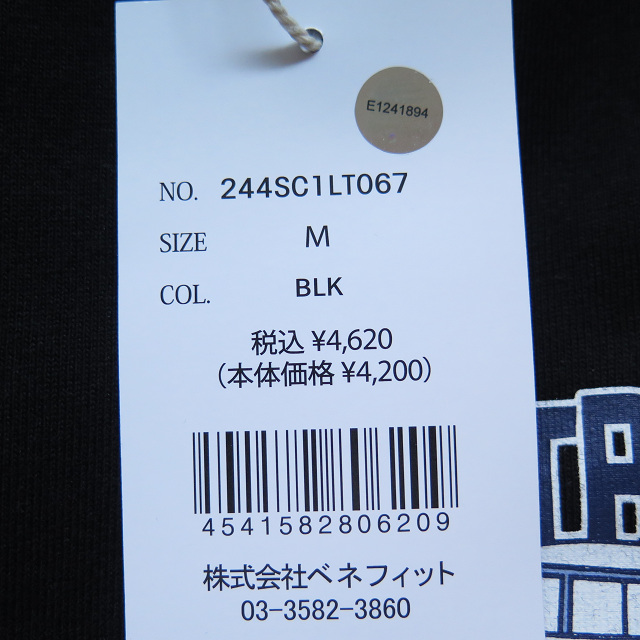 E1241894
NO. 244SC1LT067
SIZE M
COL. BLK
税込 ¥4,620
(本体価格 ¥4,200)
4541582806209
株式会社ベネフィット
03-3582-3860